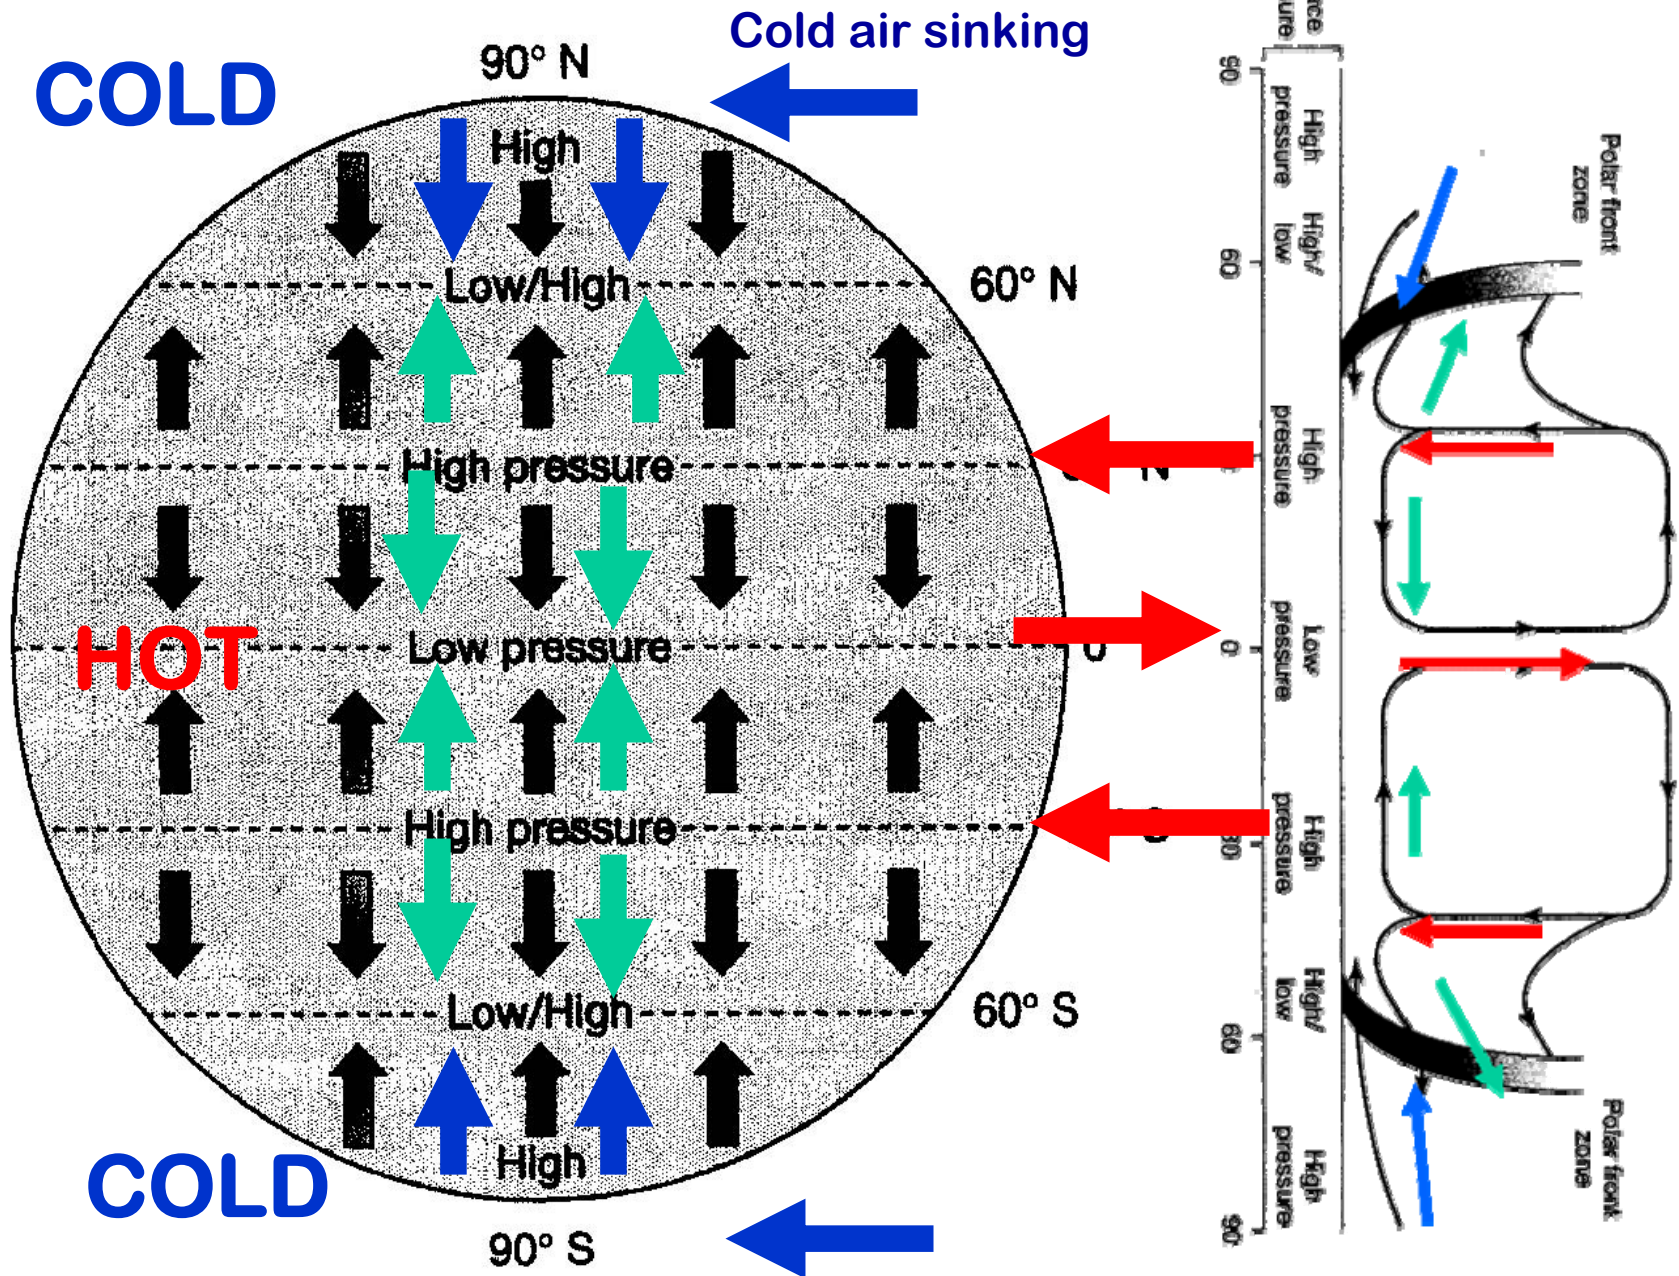 Cold air sinking
COLD
90° N
High
Low/High
60° N
High pressure
N
HOT
Low pressure
0
High pressure
Low/High
60° S
High
COLD
90° S
90
High
pressure
Polar front
zone
High/
low
60
High
pressure
Low
pressure
0
High
pressure
30
High/
low
60
Polar front
zone
High
pressure
90